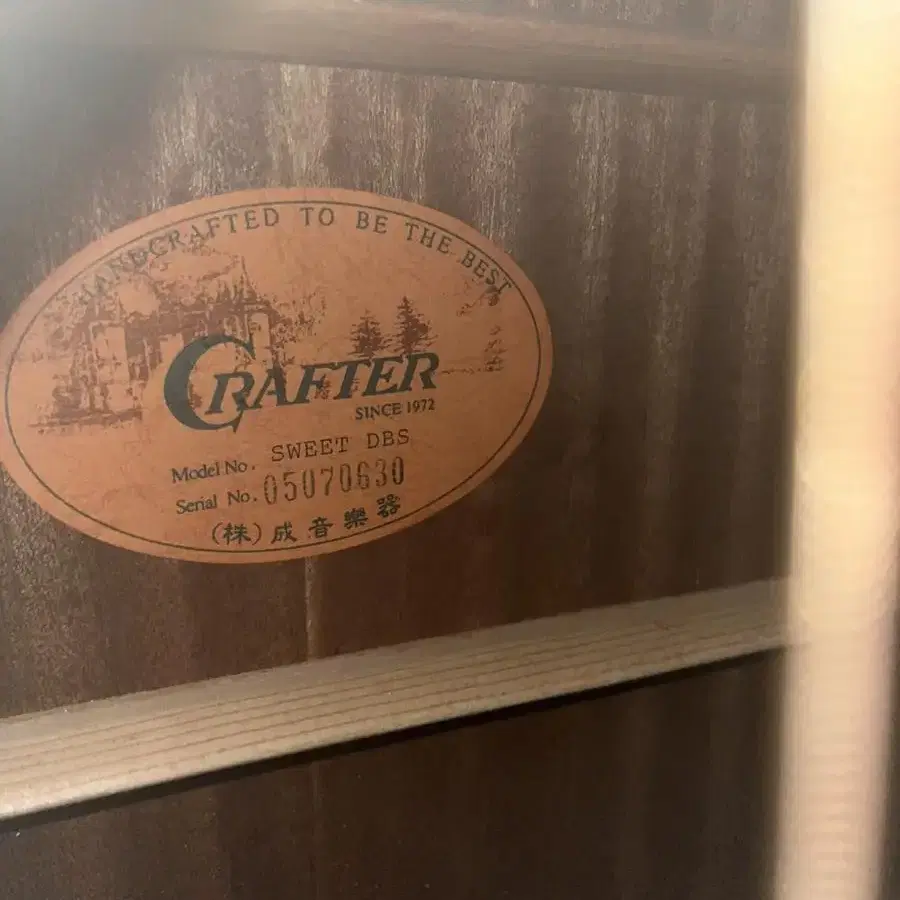 HANDCRAFTED TO BE THE BEST
CRAFTER
SINCE 1972
Model No. SWEET DBS
Serial No. 05070630
(株)成音樂器